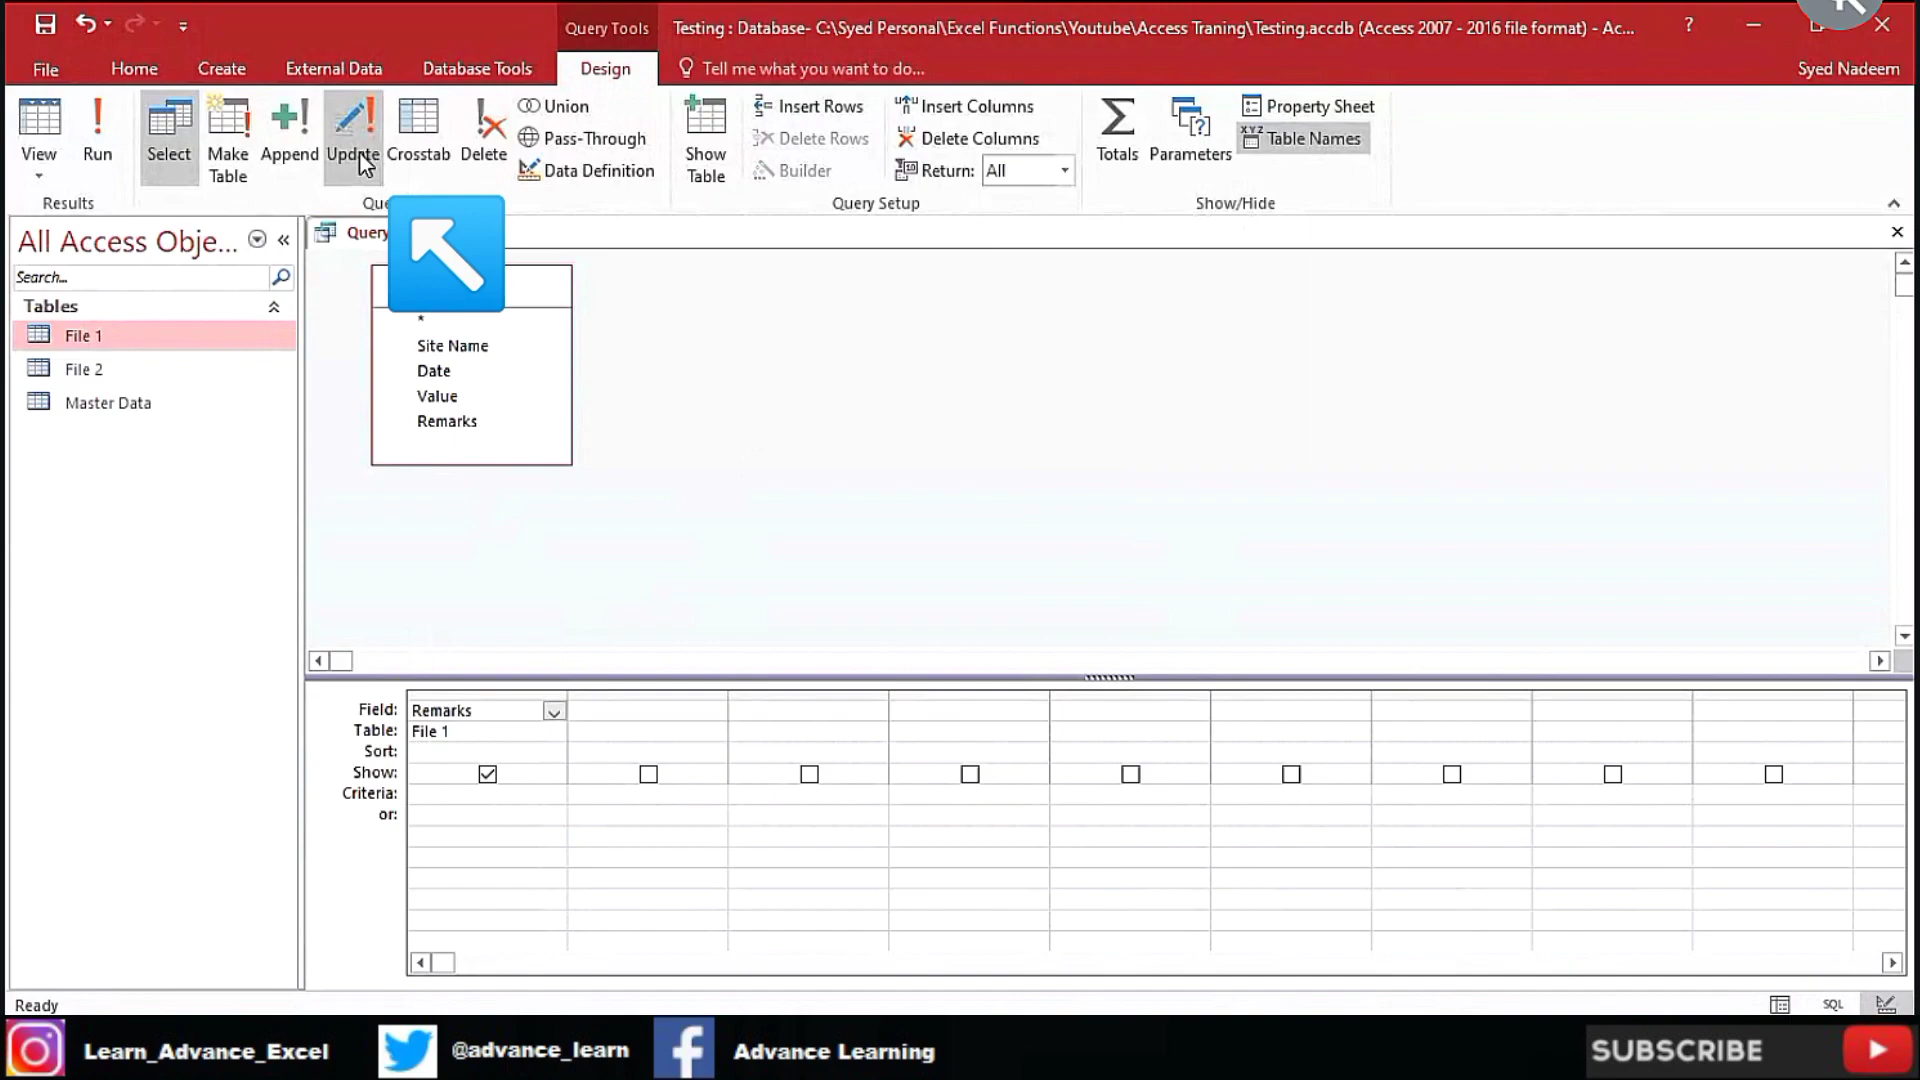 Query Tools
Testing : Database- C:\Syed Personal\Excel Functions\Youtube\Access Traning\Testing.accdb (Access 2007 - 2016 file format) - Ac...
?
File
Home
Create
External Data
Database Tools
Design
Tell me what you want to do...
Syed Nadeem
View
Run
Select
Make Table
Append
Update
Crosstab
Delete
Union
Pass-Through
Data Definition
Show Table
Insert Rows
Delete Rows
Builder
Insert Columns
Delete Columns
Return: All
Totals
Parameters
Property Sheet
XYZ Table Names
Results
Que
Query Setup
Show/Hide
All Access Obje...
Search...
Tables
File 1
File 2
Master Data
Query
*
Site Name
Date
Value
Remarks
Field: Remarks
Table: File 1
Sort:
Show:
Criteria:
or:
Ready
SQL
Learn_Advance_Excel
@advance_learn
Advance Learning
SUBSCRIBE